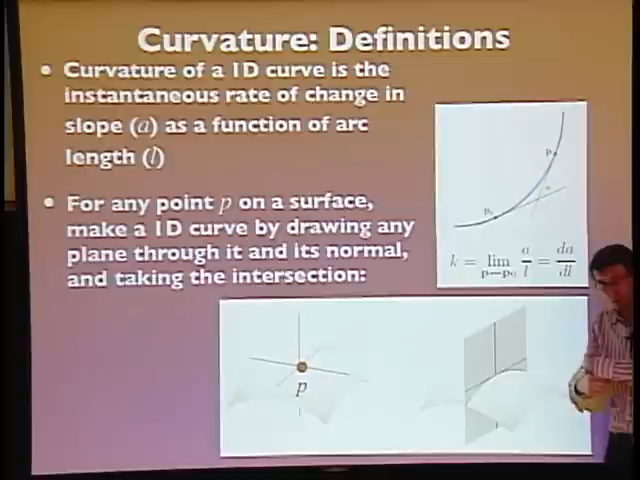 Curvature: Definitions
• Curvature of a 1D curve is the
instantaneous rate of change in
slope (a) as a function of arc
length (l)
• For any point p on a surface,
make a 1D curve by drawing any
plane through it and its normal,
and taking the intersection:
k = lim p→p₀ a/l = da/dl
p